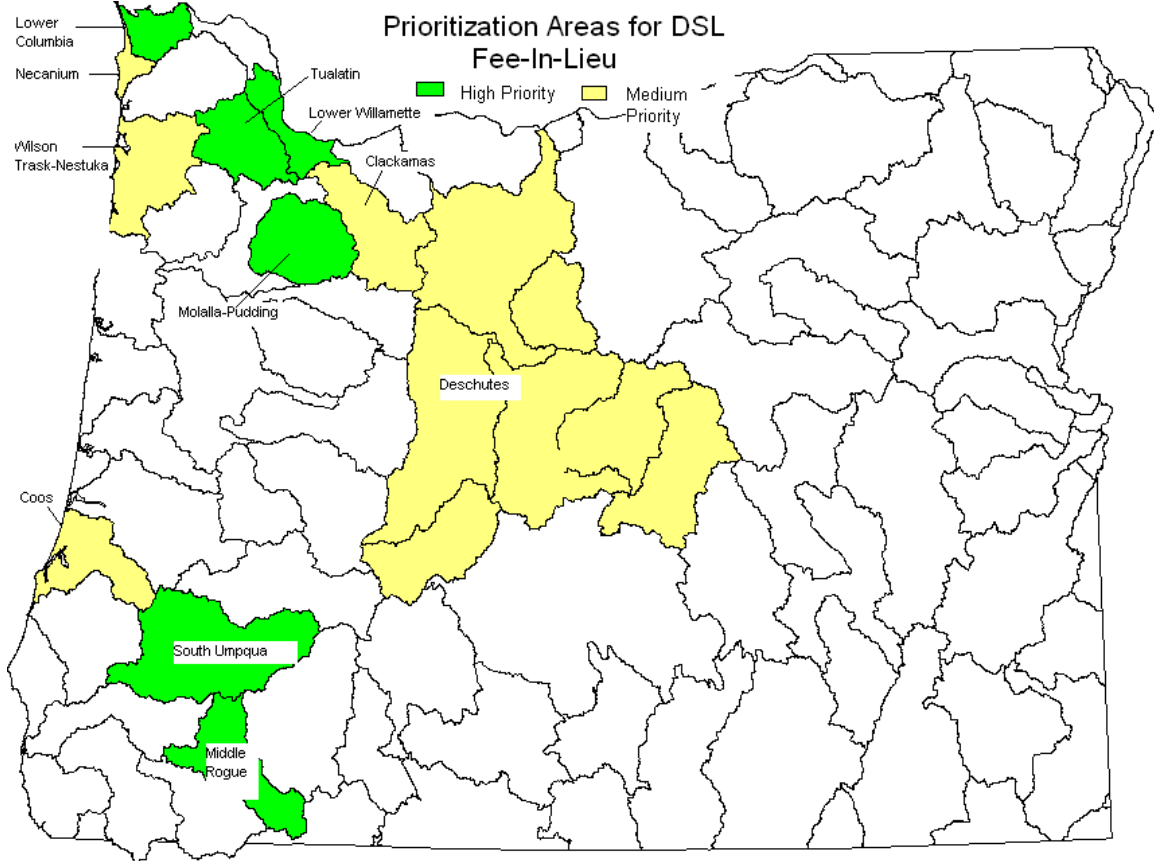 Prioritization Areas for DSL
Fee-In-Lieu
High Priority
Medium
Priority
Lower
Columbia
Necanium
Tualatin
Lower Willamette
Wilson
Trask-Nestuka
Clackamas
Molalla-Pudding
Deschutes
Coos
South Umpqua
Middle
Rogue